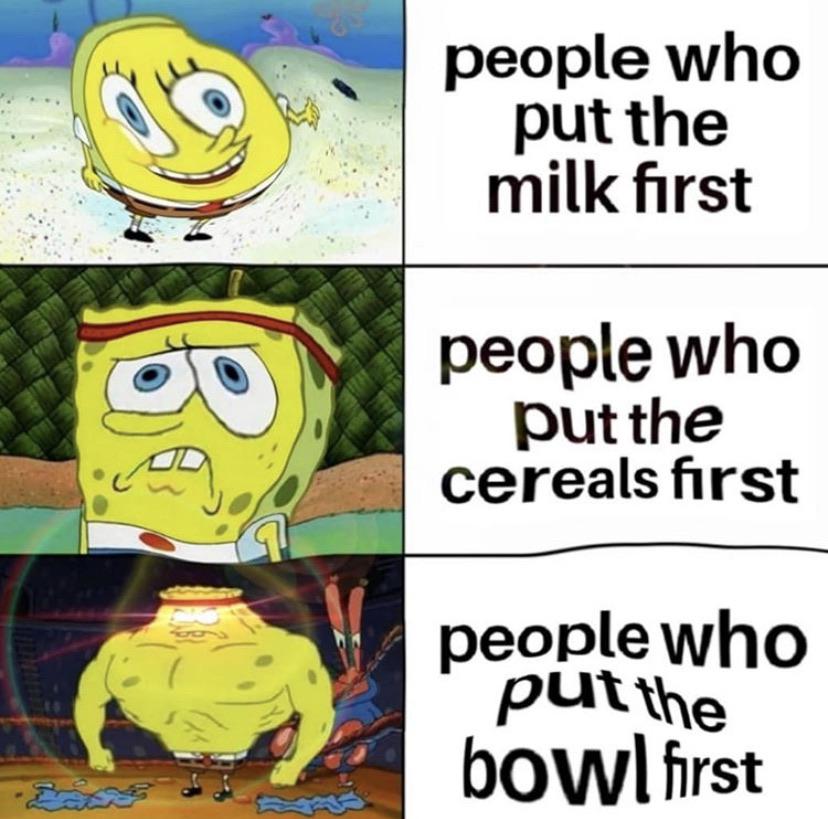 people who
put the
milk first
people who
put the
cereals first
people who
put the
bowl first